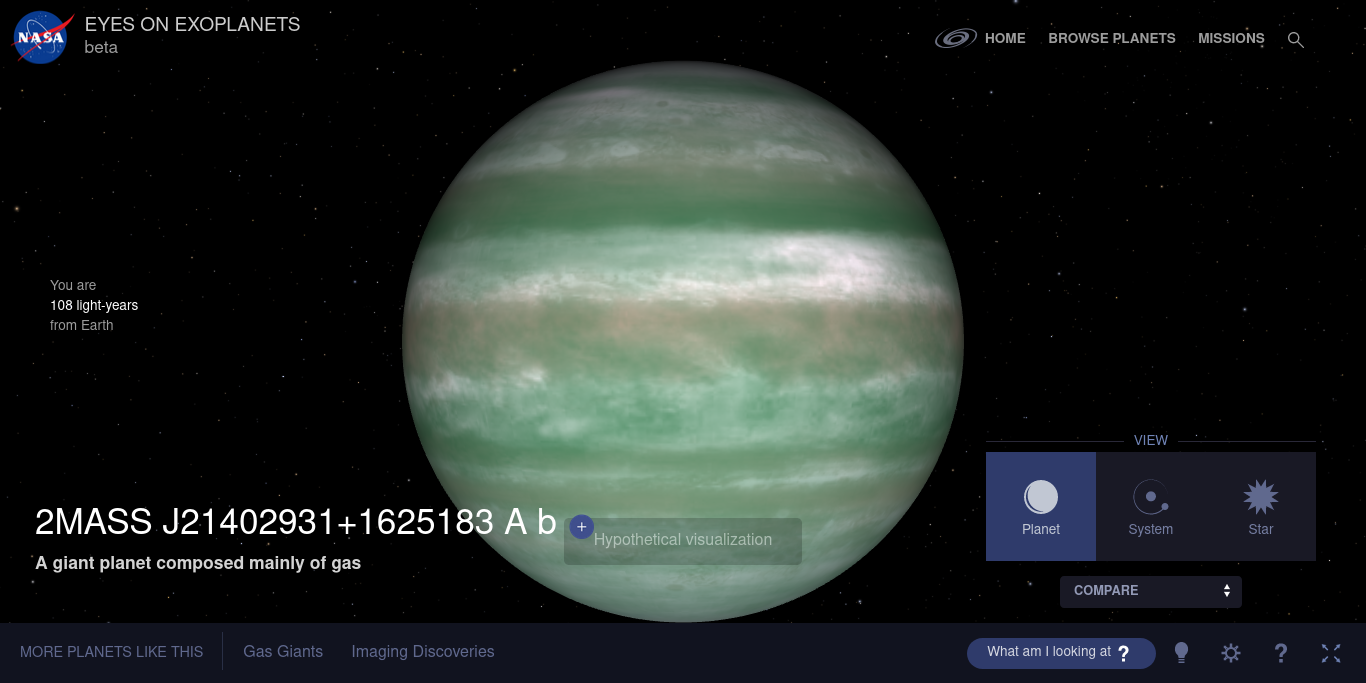 NASA
EYES ON EXOPLANETS
beta
HOME
BROWSE PLANETS
MISSIONS
You are
108 light-years
from Earth
VIEW
Planet
System
Star
2MASS J21402931+1625183 A b +
Hypothetical visualization
A giant planet composed mainly of gas
COMPARE
MORE PLANETS LIKE THIS
Gas Giants
Imaging Discoveries
What am I looking at ?
?